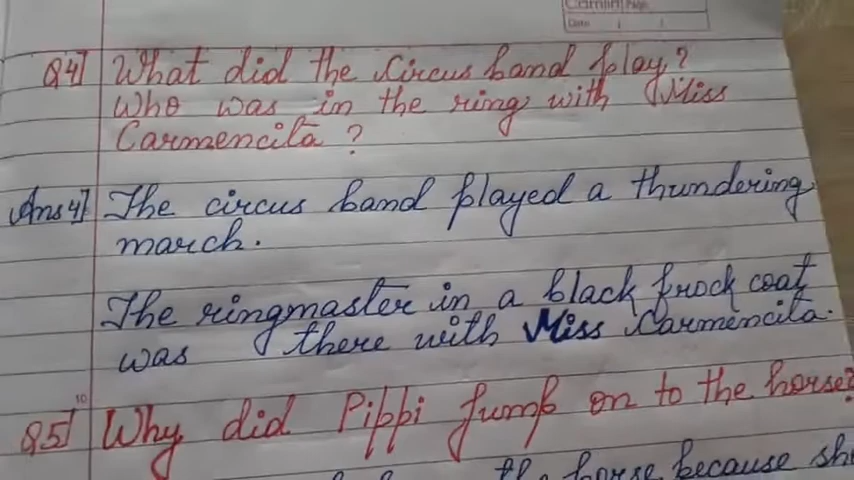 Date
Q4] What did the Circus band play?
Who was in the ring with Miss
Carmencita?
Ans 4] The circus band played a thundering
march.
The ringmaster in a black frock coat
was there with Miss Carmencita.
10
Q5] Why did Pippi jump on to the horse?
the horse because